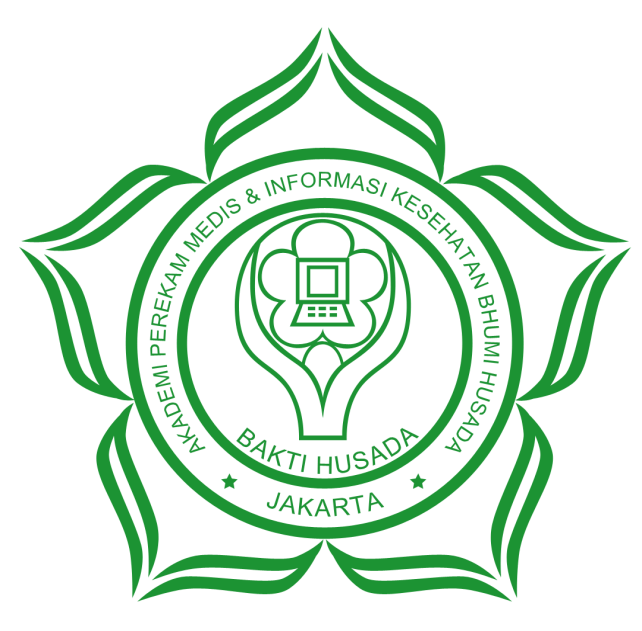 AKADEMI PEREKAM MEDIS & INFORMASI KESEHATAN BHUMI HUSADA
BAKTI HUSADA
JAKARTA